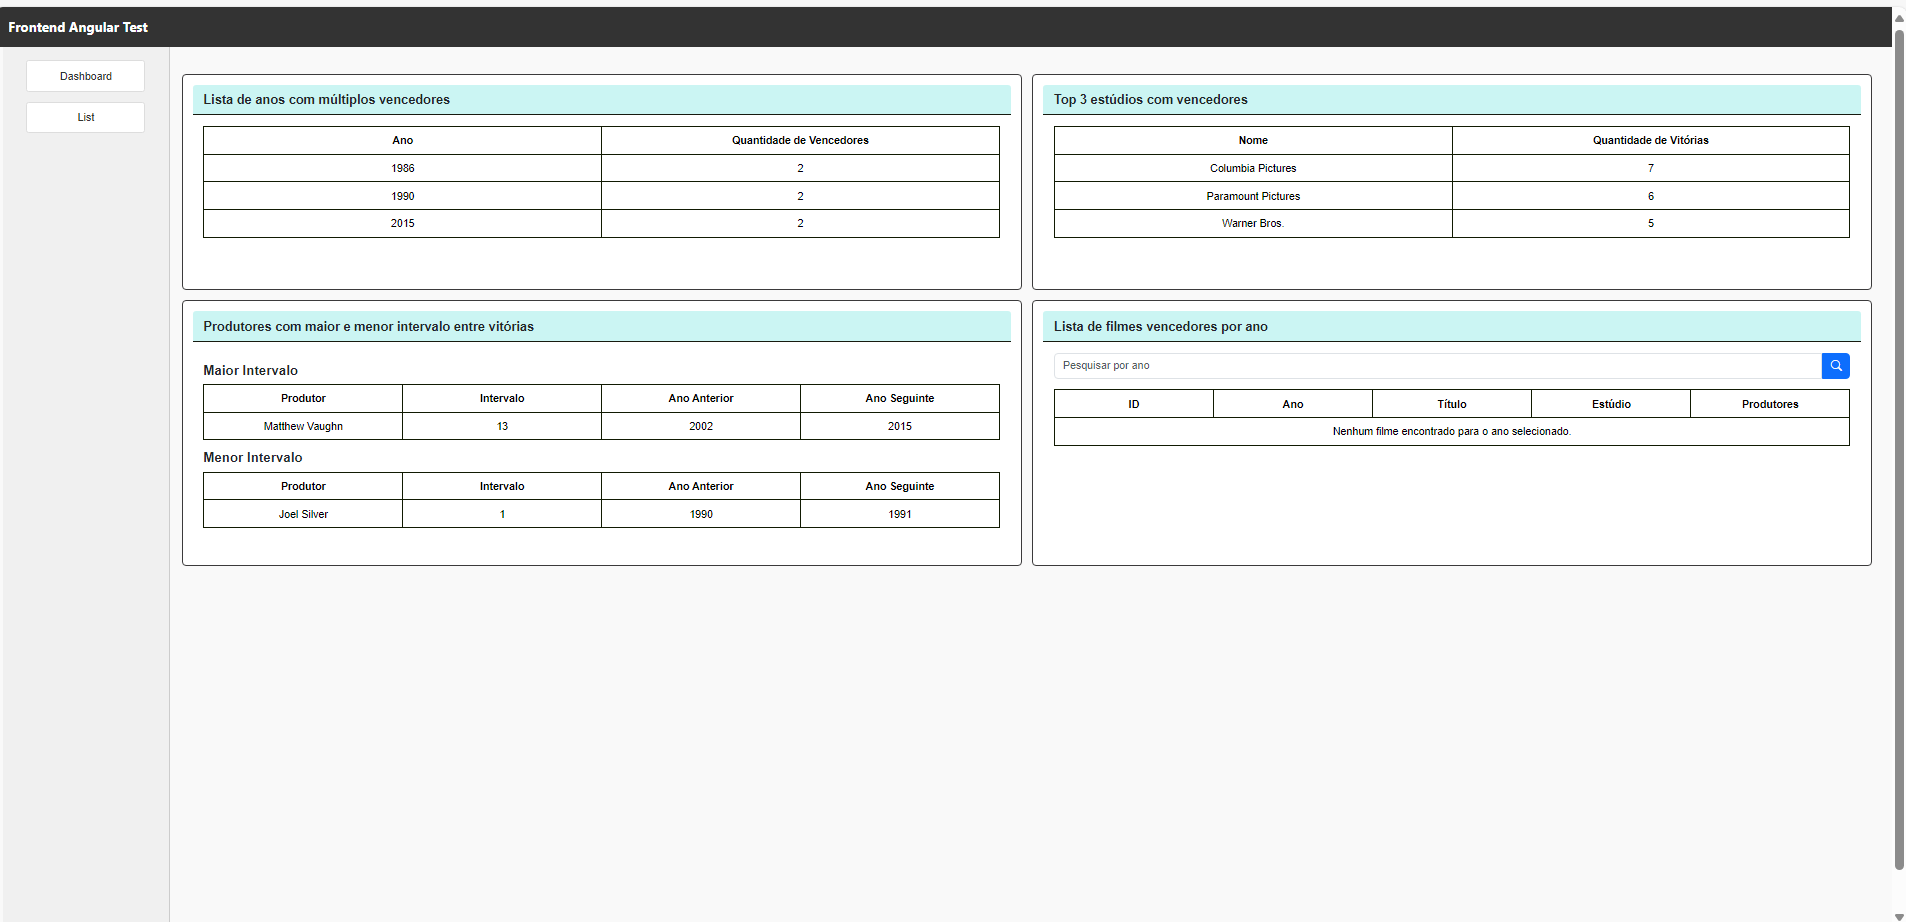 Frontend Angular Test
Dashboard
List
Lista de anos com múltiplos vencedores
Ano Quantidade de Vencedores
1986 2
1990 2
2015 2
Top 3 estúdios com vencedores
Nome Quantidade de Vitórias
Columbia Pictures 7
Paramount Pictures 6
Warner Bros. 5
Produtores com maior e menor intervalo entre vitórias
Maior Intervalo
Produtor Intervalo Ano Anterior Ano Seguinte
Matthew Vaughn 13 2002 2015
Menor Intervalo
Produtor Intervalo Ano Anterior Ano Seguinte
Joel Silver 1 1990 1991
Lista de filmes vencedores por ano
Pesquisar por ano
ID Ano Título Estúdio Produtores
Nenhum filme encontrado para o ano selecionado.